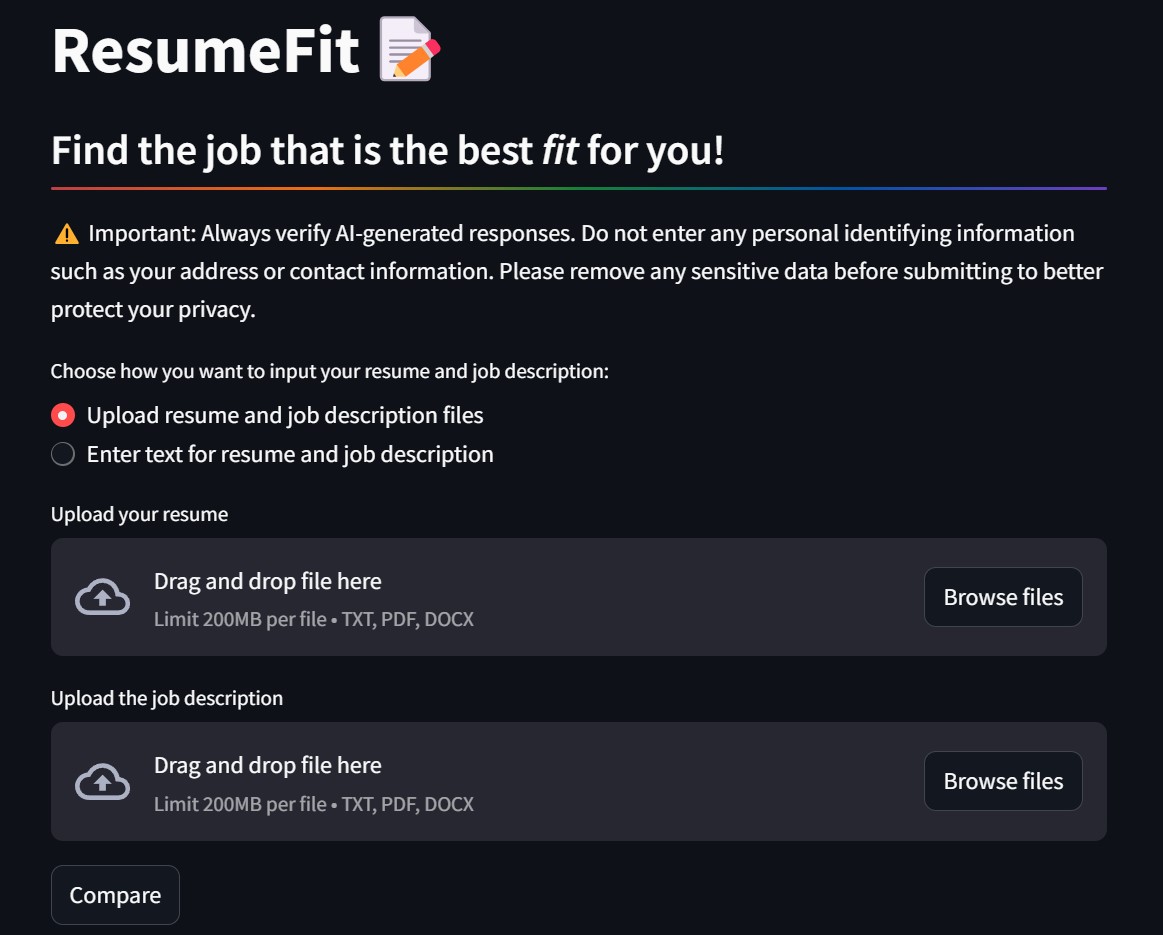 ResumeFit
Find the job that is the best fit for you!
Important: Always verify AI-generated responses. Do not enter any personal identifying information
such as your address or contact information. Please remove any sensitive data before submitting to better
protect your privacy.
Choose how you want to input your resume and job description:
Upload resume and job description files
Enter text for resume and job description
Upload your resume
Drag and drop file here
Limit 200MB per file • TXT, PDF, DOCX
Browse files
Upload the job description
Drag and drop file here
Limit 200MB per file • TXT, PDF, DOCX
Browse files
Compare